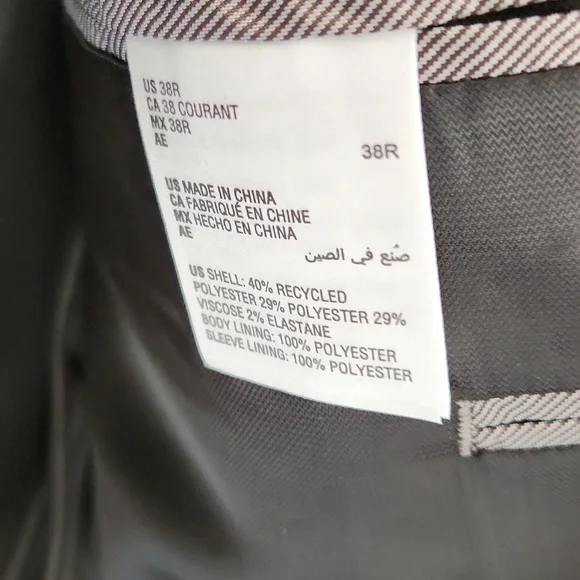 US 38R
CA 38 COURANT
MX 38R
AE
38R
US MADE IN CHINA
CA FABRIQUÉ EN CHINE
MX HECHO EN CHINA
AE
صُنع في الصين
US SHELL: 40% RECYCLED
POLYESTER 29% POLYESTER 29%
VISCOSE 2% ELASTANE
BODY LINING: 100% POLYESTER
SLEEVE LINING: 100% POLYESTER